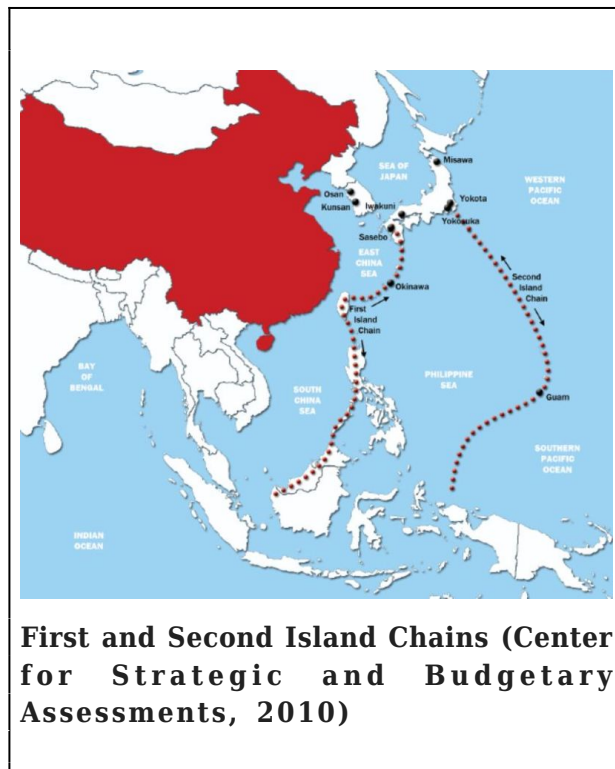 SEA OF
JAPAN
Misawa
WESTERN
PACIFIC
OCEAN
Osan
Kunsan
Iwakuni
Yokota
Yokosuka
Sasebo
EAST
CHINA
SEA
Okinawa
First
Island
Chain
Second
Island
Chain
BAY
OF
BENGAL
SOUTH
CHINA
SEA
PHILIPPINE
SEA
Guam
SOUTHERN
PACIFIC
OCEAN
INDIAN
OCEAN
First and Second Island Chains (Center
for Strategic and Budgetary
Assessments, 2010)